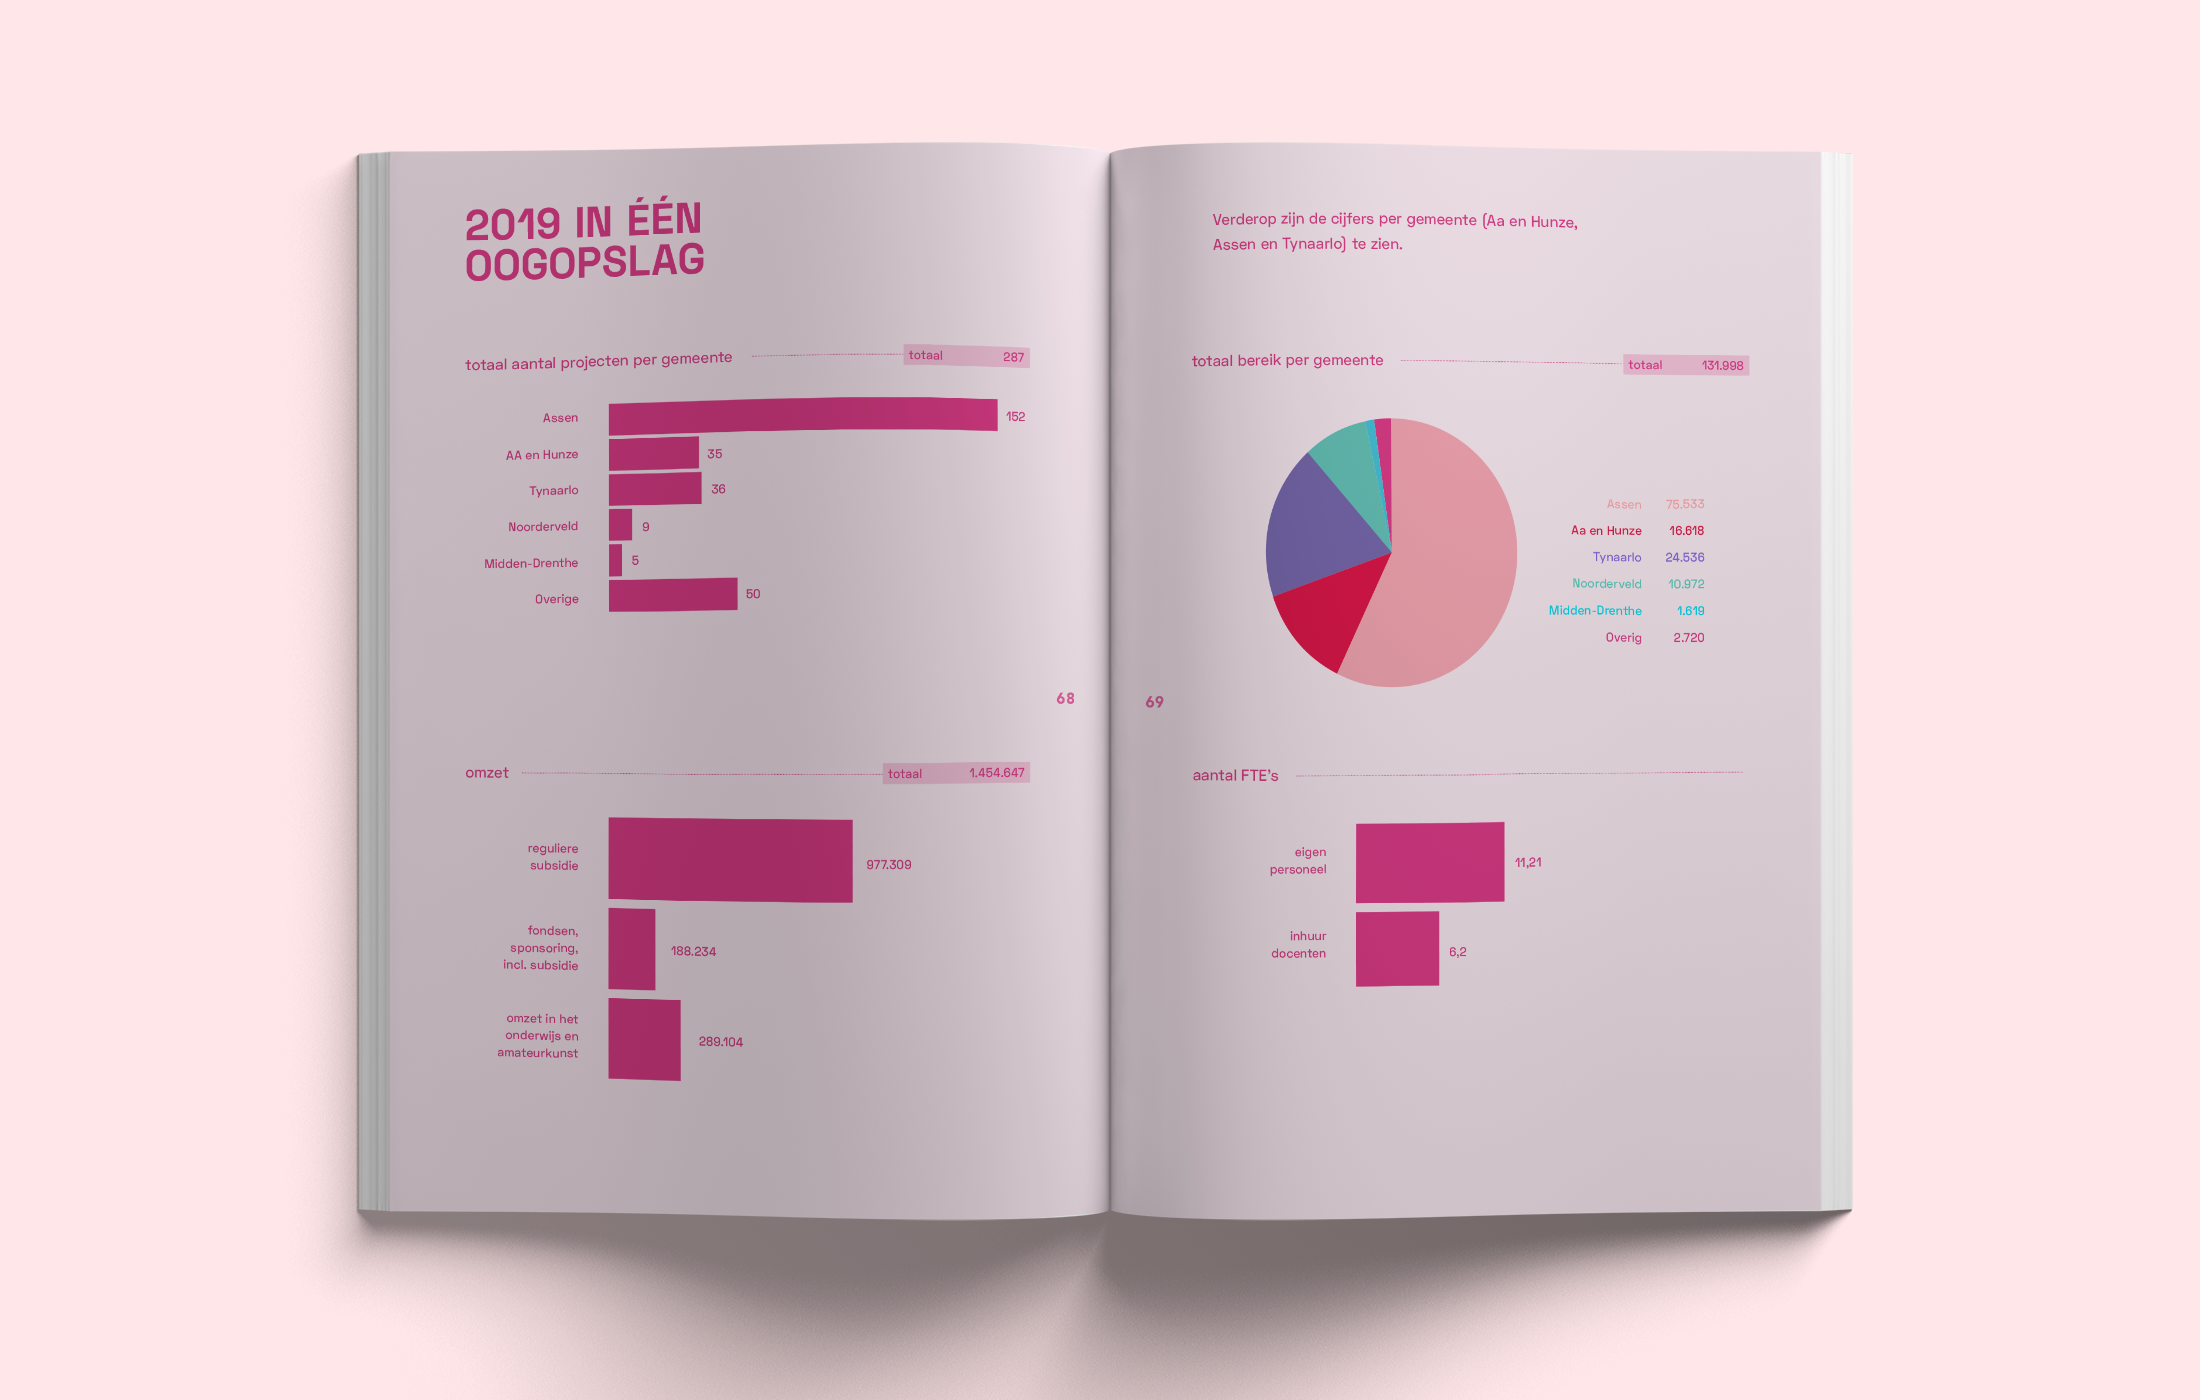 2019 IN ÉÉN
OOGOPSLAG
totaal aantal projecten per gemeente
totaal 287
Assen 152
AA en Hunze 35
Tynaarlo 36
Noorderveld 9
Midden-Drenthe 5
Overige 50
68
omzet
totaal 1.454.647
reguliere
subsidie
977.309
fondsen,
sponsoring,
incl. subsidie
188.234
omzet in het
onderwijs en
amateurkunst
289.104
Verderop zijn de cijfers per gemeente (Aa en Hunze,
Assen en Tynaarlo) te zien.
totaal bereik per gemeente
totaal 131.998
Assen 75.533
Aa en Hunze 16.618
Tynaarlo 24.536
Noorderveld 10.972
Midden-Drenthe 1.619
Overig 2.720
69
aantal FTE's
eigen
personeel
11,21
inhuur
docenten
6,2